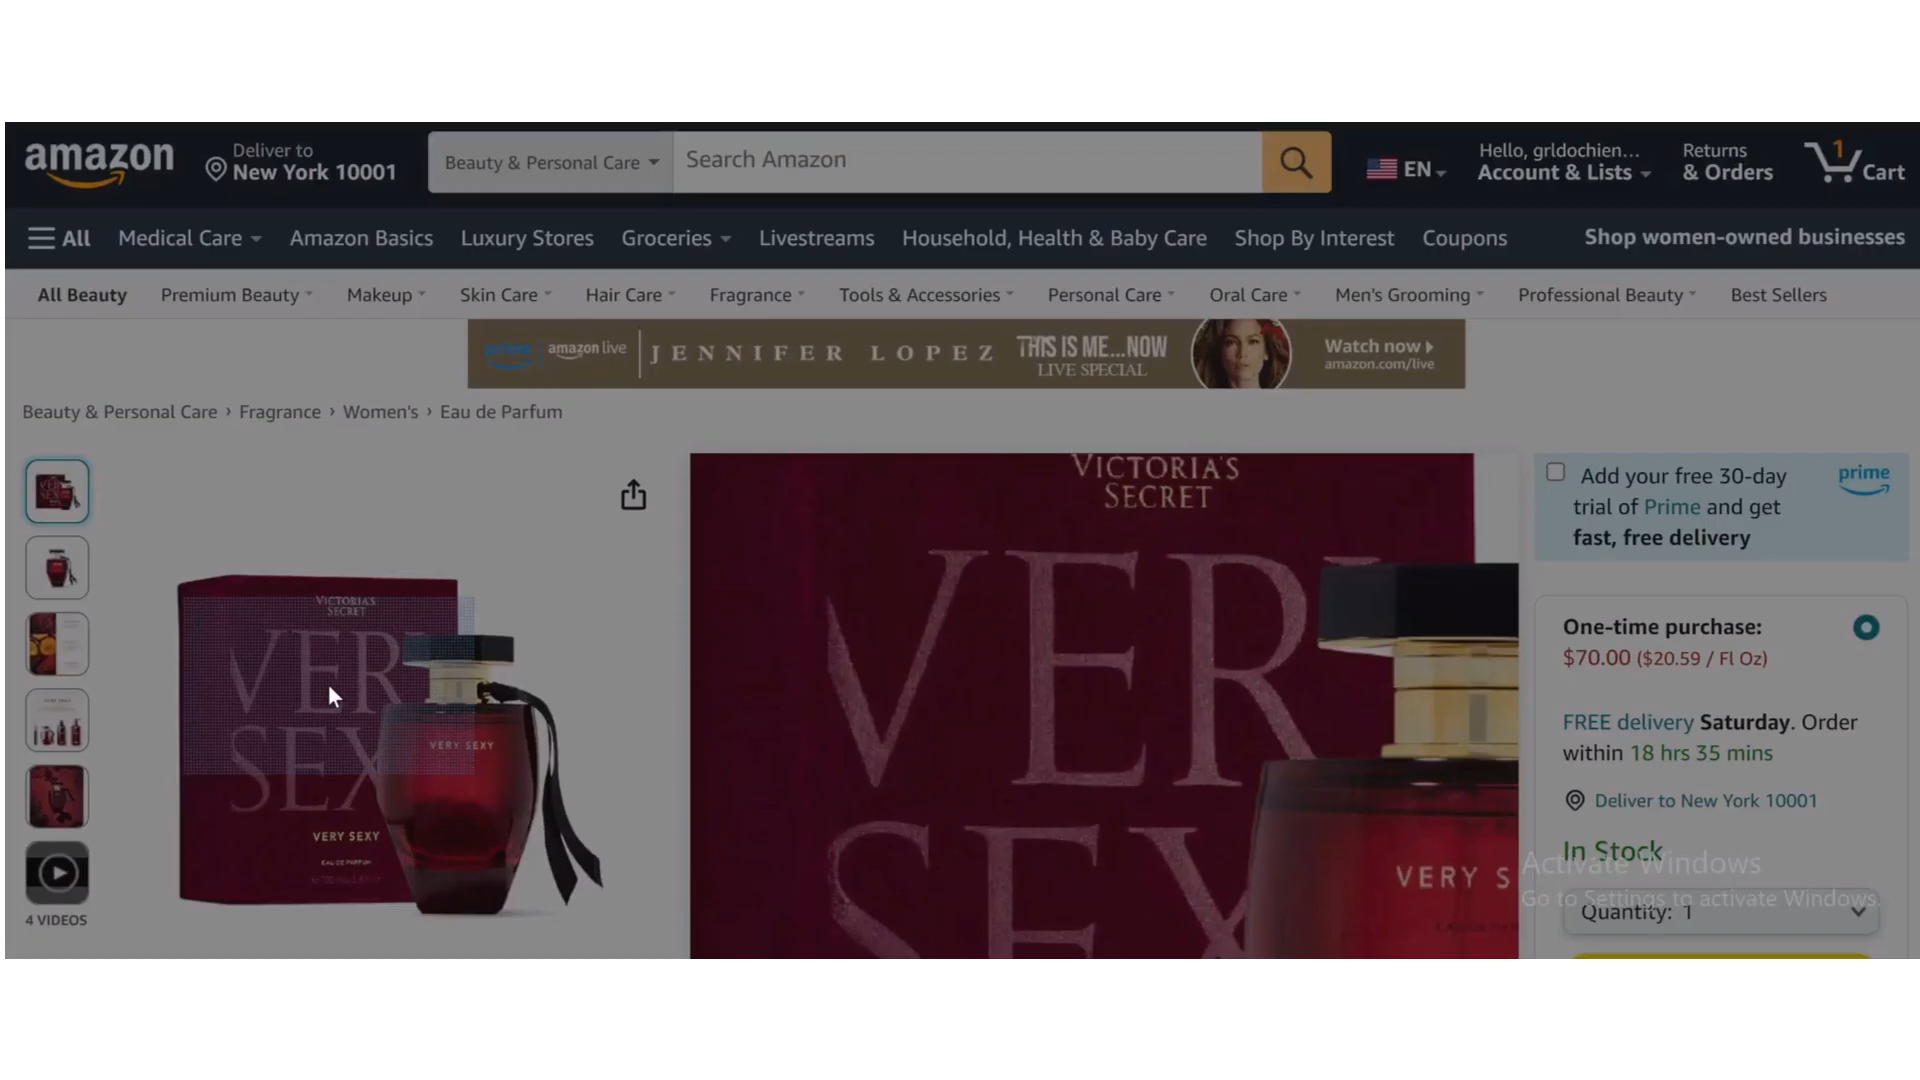 amazon
Deliver to
New York 10001
Beauty & Personal Care
Search Amazon
EN
Hello, grldochien...
Account & Lists
Returns
& Orders
1
Cart
All
Medical Care
Amazon Basics
Luxury Stores
Groceries
Livestreams
Household, Health & Baby Care
Shop By Interest
Coupons
Shop women-owned businesses
All Beauty
Premium Beauty
Makeup
Skin Care
Hair Care
Fragrance
Tools & Accessories
Personal Care
Oral Care
Men's Grooming
Professional Beauty
Best Sellers
prime
amazon live
JENNIFER LOPEZ
THIS IS ME...NOW
LIVE SPECIAL
Watch now
amazon.com/live
Beauty & Personal Care › Fragrance › Women's › Eau de Parfum
4 VIDEOS
VICTORIA'S
SECRET
VERY
SEXY
VERY SEXY
EAU DE PARFUM
VERY SEXY
VICTORIA'S
SECRET
VERY
SEX
VERY S
Add your free 30-day
trial of Prime and get
fast, free delivery
prime
One-time purchase:
$70.00 ($20.59 / Fl Oz)
FREE delivery Saturday. Order
within 18 hrs 35 mins
Deliver to New York 10001
In Stock
Activate Windows
Go to Settings to activate Windows.
Quantity: 1